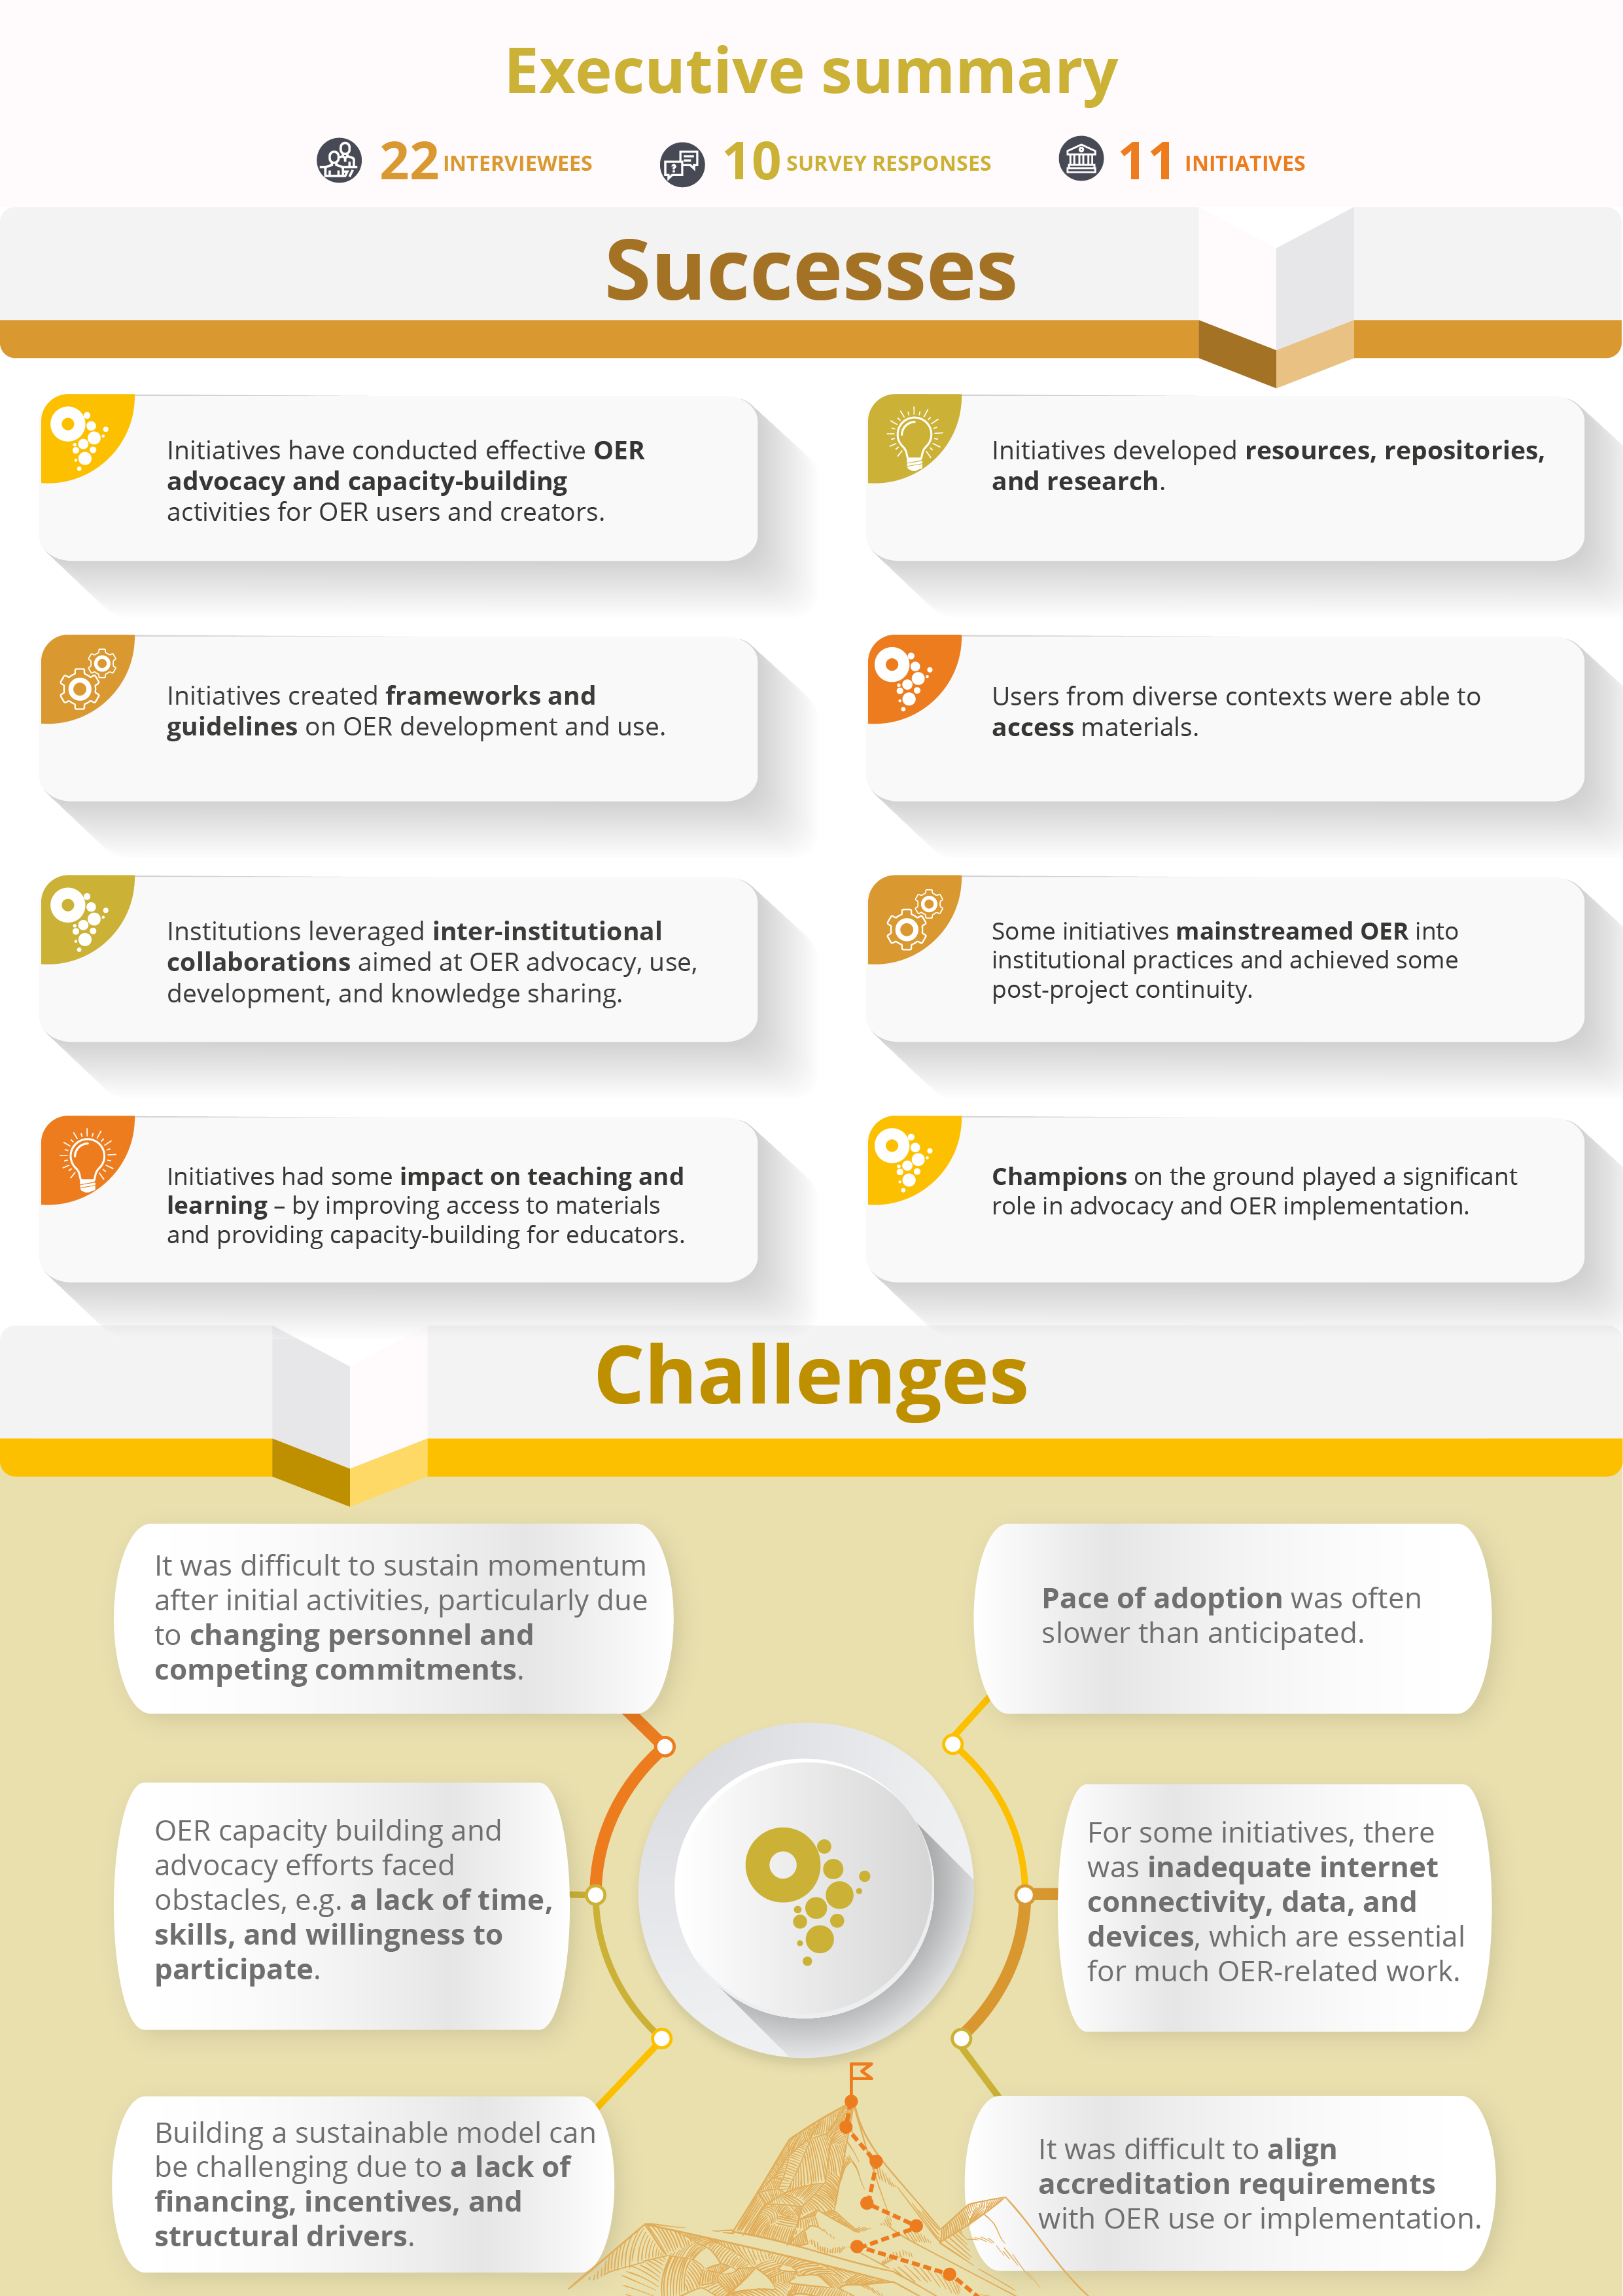 Executive summary
22 INTERVIEWEES
10 SURVEY RESPONSES
11 INITIATIVES
Successes
Initiatives have conducted effective OER
advocacy and capacity-building
activities for OER users and creators.
Initiatives developed resources, repositories,
and research.
Initiatives created frameworks and
guidelines on OER development and use.
Users from diverse contexts were able to
access materials.
Institutions leveraged inter-institutional
collaborations aimed at OER advocacy, use,
development, and knowledge sharing.
Some initiatives mainstreamed OER into
institutional practices and achieved some
post-project continuity.
Initiatives had some impact on teaching and
learning – by improving access to materials
and providing capacity-building for educators.
Champions on the ground played a significant
role in advocacy and OER implementation.
Challenges
It was difficult to sustain momentum
after initial activities, particularly due
to changing personnel and
competing commitments.
Pace of adoption was often
slower than anticipated.
OER capacity building and
advocacy efforts faced
obstacles, e.g. a lack of time,
skills, and willingness to
participate.
For some initiatives, there
was inadequate internet
connectivity, data, and
devices, which are essential
for much OER-related work.
Building a sustainable model can
be challenging due to a lack of
financing, incentives, and
structural drivers.
It was difficult to align
accreditation requirements
with OER use or implementation.